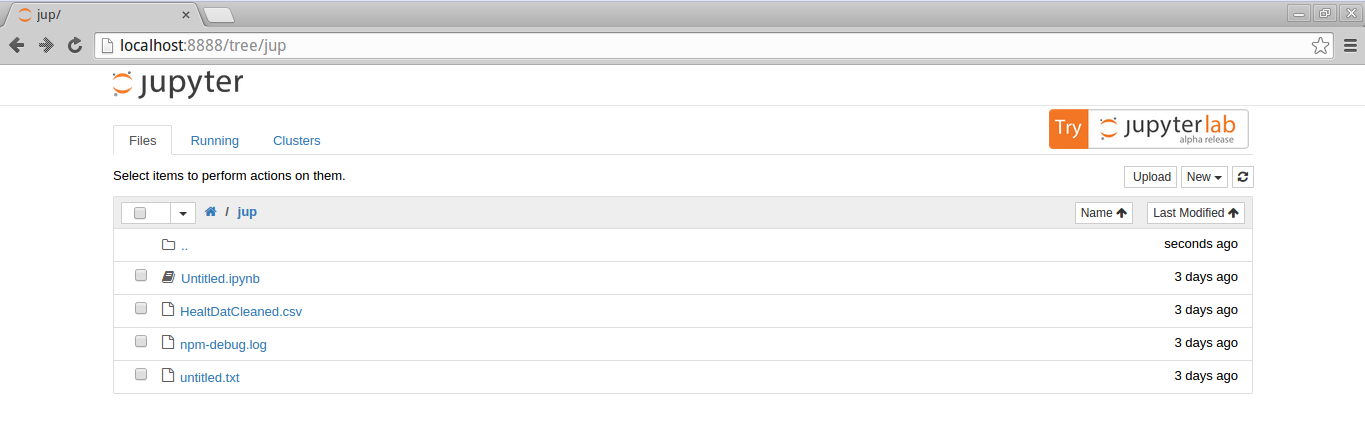 jup/
localhost:8888/tree/jup
jupyter
Files Running Clusters
Try jupyterlab
alpha release
Select items to perform actions on them.
Upload New
/ jup Name Last Modified
.. seconds ago
Untitled.ipynb 3 days ago
HealtDatCleaned.csv 3 days ago
npm-debug.log 3 days ago
untitled.txt 3 days ago